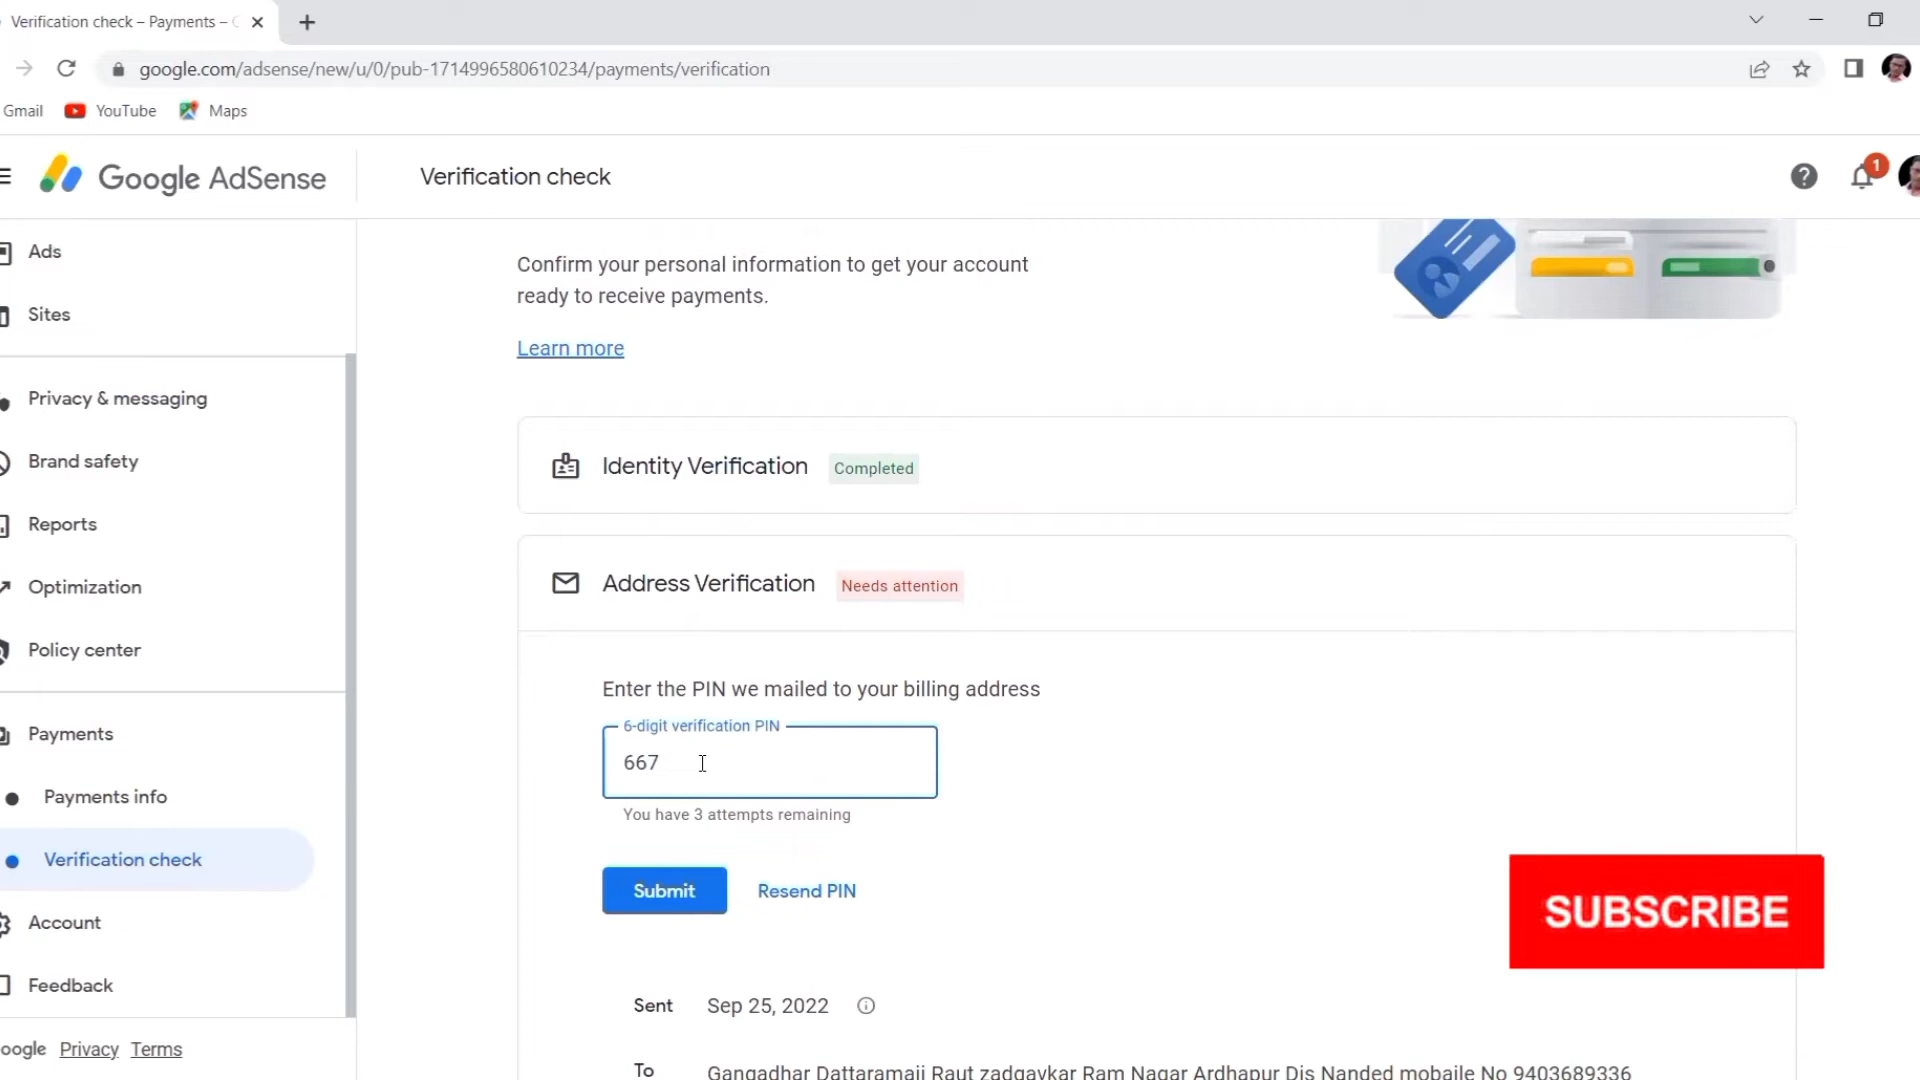 Verification check – Payments –
google.com/adsense/new/u/0/pub-1714996580610234/payments/verification
Gmail YouTube Maps
Google AdSense
Verification check
1
Ads
Sites
Privacy & messaging
Brand safety
Reports
Optimization
Policy center
Payments
Payments info
Verification check
Account
Feedback
oogle Privacy Terms
Confirm your personal information to get your account
ready to receive payments.
Learn more
Identity Verification Completed
Address Verification Needs attention
Enter the PIN we mailed to your billing address
6-digit verification PIN
667
You have 3 attempts remaining
Submit Resend PIN
SUBSCRIBE
Sent Sep 25, 2022
To Gangadhar Dattaramaji Raut zadgavkar Ram Nagar Ardhapur Dis Nanded mobaile No 9403689336